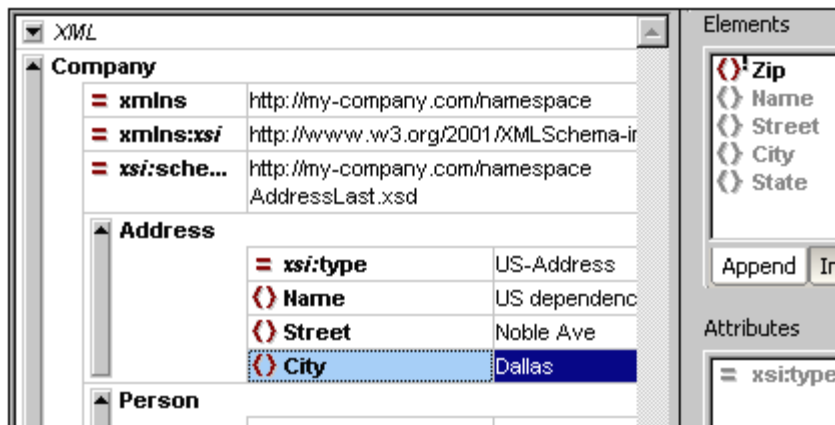 XML
Company
= xmlns http://my-company.com/namespace
= xmlns:xsi http://www.w3.org/2001/XMLSchema-in
= xsi:sche... http://my-company.com/namespace
AddressLast.xsd
Address
= xsi:type US-Address
{} Name US dependenc
{} Street Noble Ave
{} City Dallas
Person
Elements
{}! Zip
{} Name
{} Street
{} City
{} State
Append In
Attributes
= xsi:type